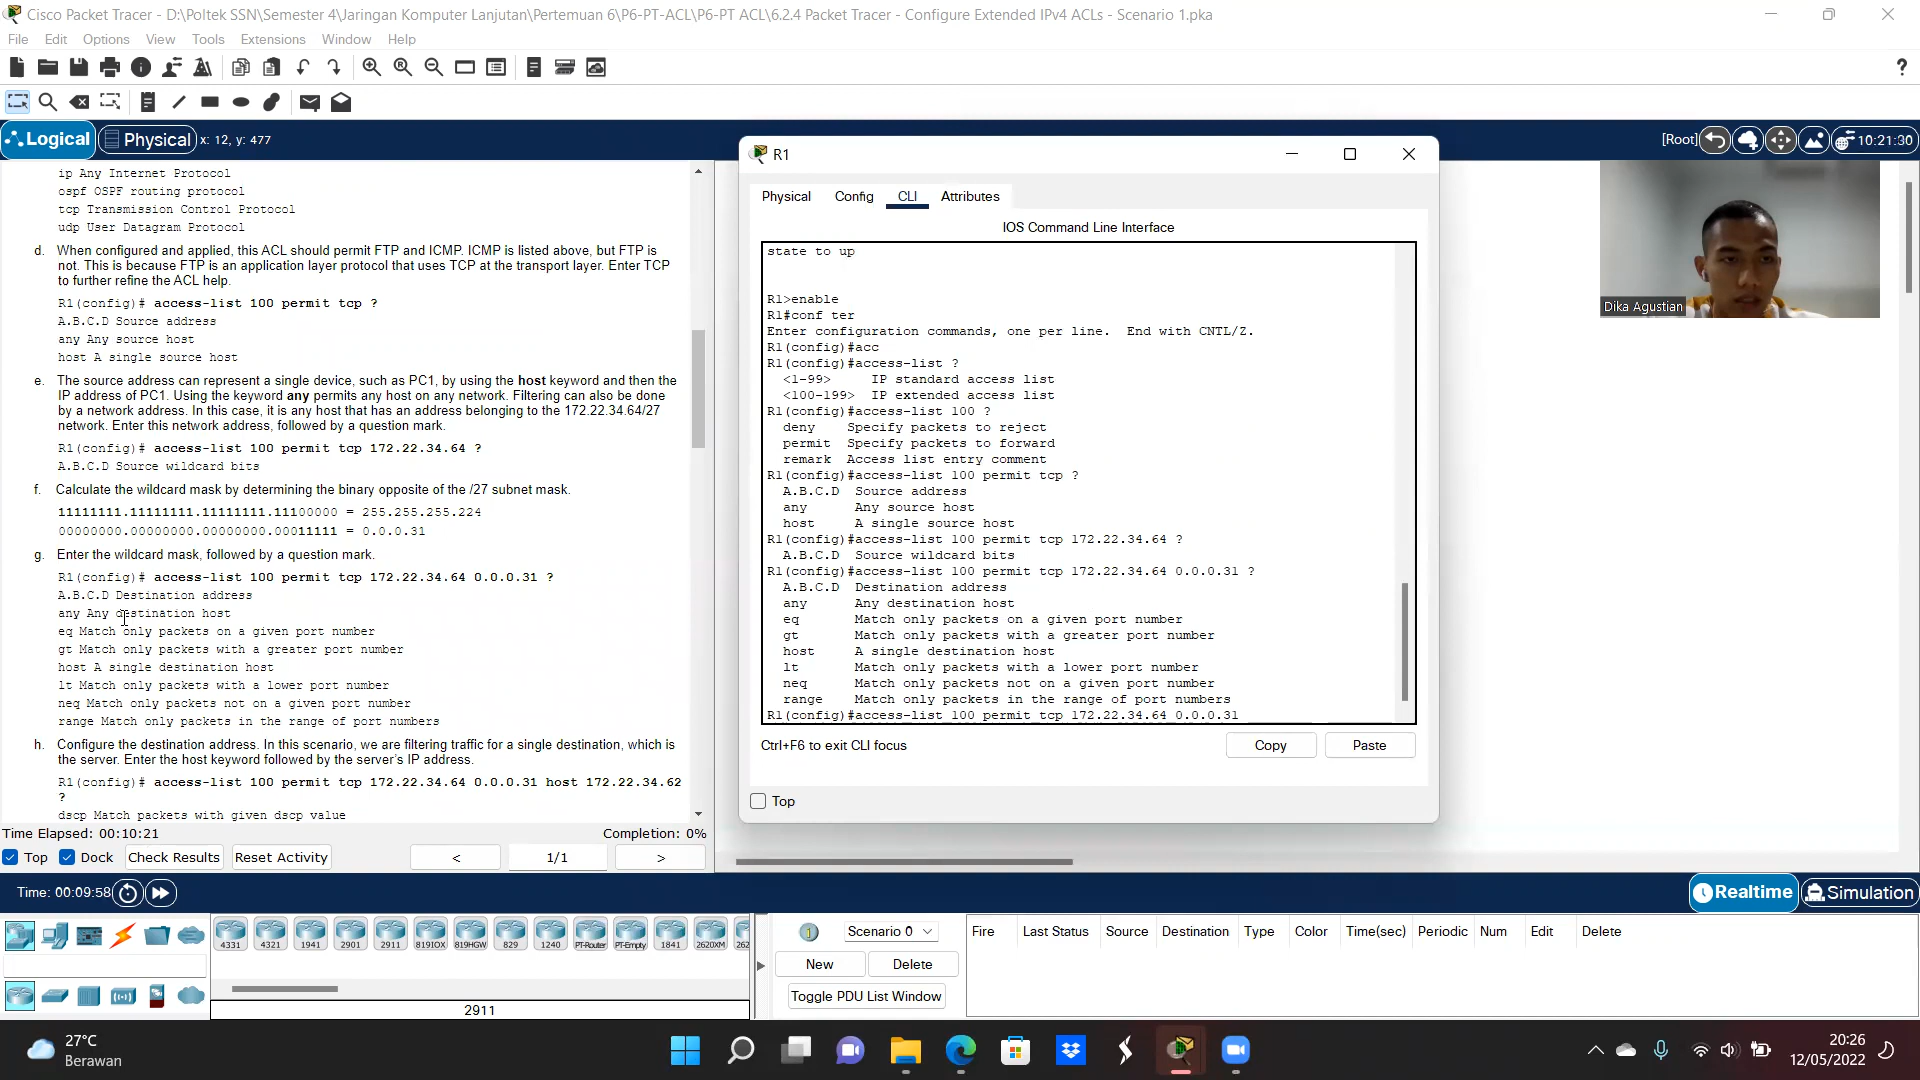 Cisco Packet Tracer - D:\Poltek SSN\Semester 4\Jaringan Komputer Lanjutan\Pertemuan 6\P6-PT-ACL\P6-PT ACL\6.2.4 Packet Tracer - Configure Extended IPv4 ACLs - Scenario 1.pka
File Edit Options View Tools Extensions Window Help
Logical Physical x: 12, y: 477
[Root] 10:21:30
ip Any Internet Protocol
ospf OSPF routing protocol
tcp Transmission Control Protocol
udp User Datagram Protocol
d. When configured and applied, this ACL should permit FTP and ICMP. ICMP is listed above, but FTP is
not. This is because FTP is an application layer protocol that uses TCP at the transport layer. Enter TCP
to further refine the ACL help.
R1(config)# access-list 100 permit tcp ?
A.B.C.D Source address
any Any source host
host A single source host
e. The source address can represent a single device, such as PC1, by using the host keyword and then the
IP address of PC1. Using the keyword any permits any host on any network. Filtering can also be done
by a network address. In this case, it is any host that has an address belonging to the 172.22.34.64/27
network. Enter this network address, followed by a question mark.
R1(config)# access-list 100 permit tcp 172.22.34.64 ?
A.B.C.D Source wildcard bits
f. Calculate the wildcard mask by determining the binary opposite of the /27 subnet mask.
11111111.11111111.11111111.11100000 = 255.255.255.224
00000000.00000000.00000000.00011111 = 0.0.0.31
g. Enter the wildcard mask, followed by a question mark.
R1(config)# access-list 100 permit tcp 172.22.34.64 0.0.0.31 ?
A.B.C.D Destination address
any Any destination host
eq Match only packets on a given port number
gt Match only packets with a greater port number
host A single destination host
lt Match only packets with a lower port number
neq Match only packets not on a given port number
range Match only packets in the range of port numbers
h. Configure the destination address. In this scenario, we are filtering traffic for a single destination, which is
the server. Enter the host keyword followed by the server's IP address.
R1(config)# access-list 100 permit tcp 172.22.34.64 0.0.0.31 host 172.22.34.62
?
dscp Match packets with given dscp value
Time Elapsed: 00:10:21 Completion: 0%
Top Dock Check Results Reset Activity < 1/1 >
R1
Physical Config CLI Attributes
IOS Command Line Interface
state to up
R1>enable
R1#conf ter
Enter configuration commands, one per line. End with CNTL/Z.
R1(config)#acc
R1(config)#access-list ?
<1-99> IP standard access list
<100-199> IP extended access list
R1(config)#access-list 100 ?
deny Specify packets to reject
permit Specify packets to forward
remark Access list entry comment
R1(config)#access-list 100 permit tcp ?
A.B.C.D Source address
any Any source host
host A single source host
R1(config)#access-list 100 permit tcp 172.22.34.64 ?
A.B.C.D Source wildcard bits
R1(config)#access-list 100 permit tcp 172.22.34.64 0.0.0.31 ?
A.B.C.D Destination address
any Any destination host
eq Match only packets on a given port number
gt Match only packets with a greater port number
host A single destination host
lt Match only packets with a lower port number
neq Match only packets not on a given port number
range Match only packets in the range of port numbers
R1(config)#access-list 100 permit tcp 172.22.34.64 0.0.0.31
Ctrl+F6 to exit CLI focus Copy Paste
Top
Dika Agustian
Time: 00:09:58 Realtime Simulation
4331 4321 1941 2901 2911 819IOX 819HGW 829 1240 PT-Router PT-Empty 1841 2620XM 262
2911
Scenario 0
New Delete
Toggle PDU List Window
Fire Last Status Source Destination Type Color Time(sec) Periodic Num Edit Delete
27°C
Berawan
20:26
12/05/2022